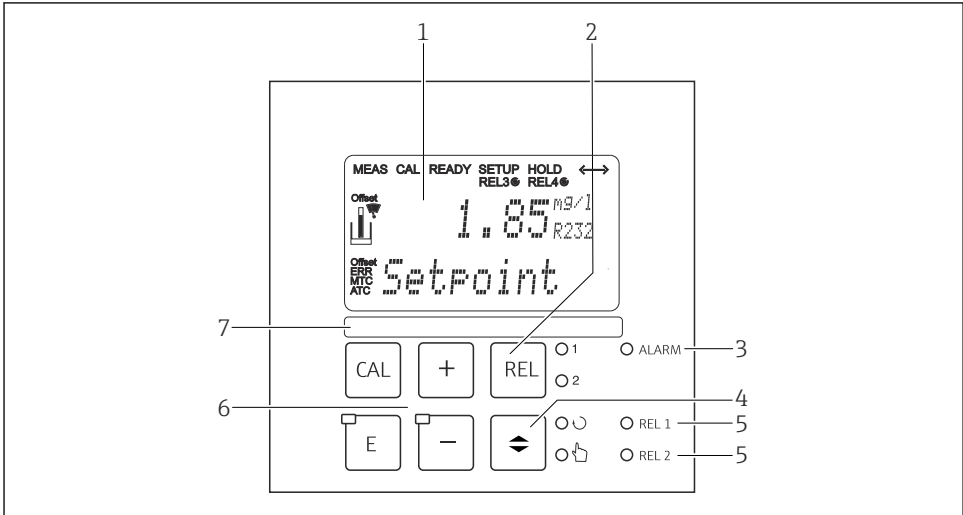 1 2
MEAS CAL READY SETUP HOLD
REL3 REL4
Offset
1.85 mg/l
R232
Offset
ERR
MTC
ATC
Setpoint
7
CAL + REL 1 ALARM 3
2
6 4
E − REL 1 5
REL 2 5